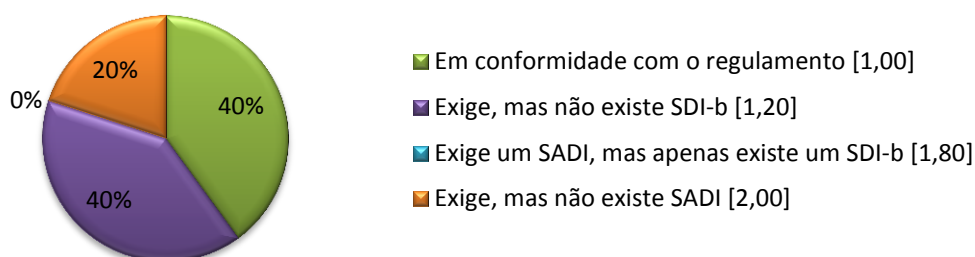 20%
0%
40%
40%
Em conformidade com o regulamento [1,00]
Exige, mas não existe SDI-b [1,20]
Exige um SADI, mas apenas existe um SDI-b [1,80]
Exige, mas não existe SADI [2,00]